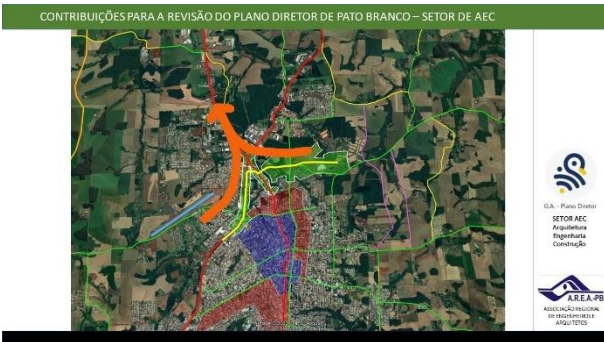 CONTRIBUIÇÕES PARA A REVISÃO DO PLANO DIRETOR DE PATO BRANCO – SETOR DE AEC
G.A. - Plano Diretor
SETOR AEC
Arquitetura
Engenharia
Construção
A.R.E.A.-PB
ASSOCIAÇÃO REGIONAL
DE ENGENHEIROS E
ARQUITETOS